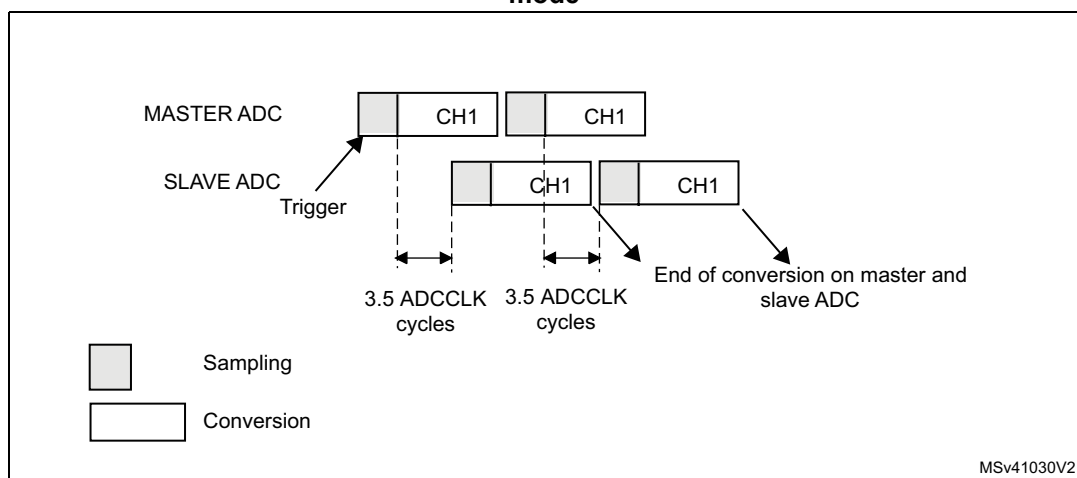 mode
MASTER ADC
CH1
CH1
SLAVE ADC
CH1
CH1
Trigger
End of conversion on master and
slave ADC
3.5 ADCCLK
cycles
3.5 ADCCLK
cycles
Sampling
Conversion
MSv41030V2